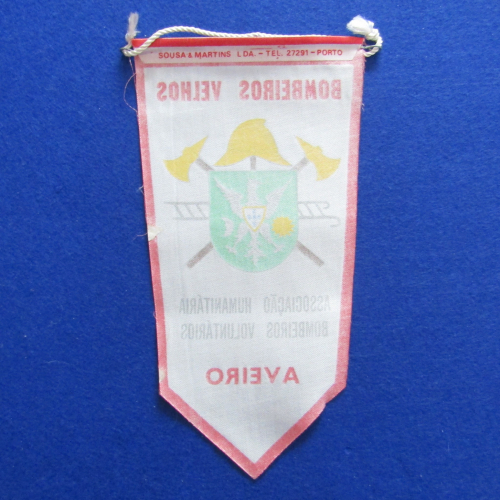 SOUSA & MARTINS LDA. - TEL. 27291 - PORTO
BOMBEIROS VELHOS
ASSOCIAÇÃO HUMANITÁRIA
BOMBEIROS VOLUNTÁRIOS
AVEIRO